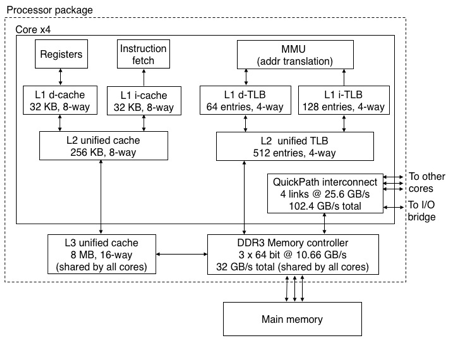 Processor package
Core x4
Registers
Instruction
fetch
MMU
(addr translation)
L1 d-cache
32 KB, 8-way
L1 i-cache
32 KB, 8-way
L1 d-TLB
64 entries, 4-way
L1 i-TLB
128 entries, 4-way
L2 unified cache
256 KB, 8-way
L2 unified TLB
512 entries, 4-way
QuickPath interconnect
4 links @ 25.6 GB/s
102.4 GB/s total
To other
cores
To I/O
bridge
L3 unified cache
8 MB, 16-way
(shared by all cores)
DDR3 Memory controller
3 x 64 bit @ 10.66 GB/s
32 GB/s total (shared by all cores)
Main memory